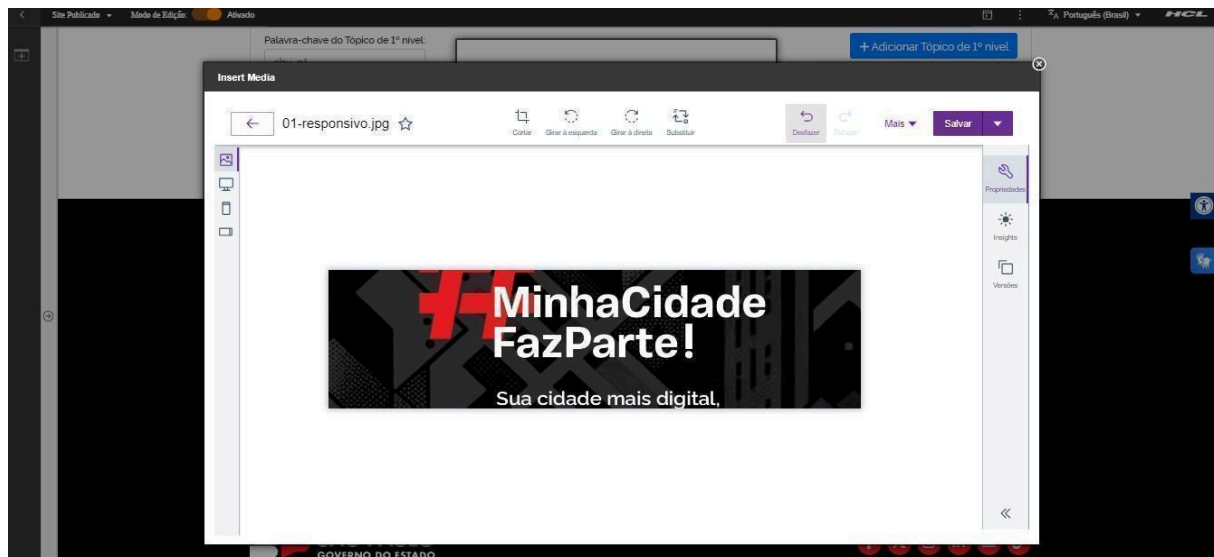 Site Publicado
Modo de Edição:
Ativado
Português (Brasil)
HCL
Palavra-chave do Tópico de 1º nível:
+ Adicionar Tópico de 1º nível
Insert Media
01-responsivo.jpg
Cortar
Girar à esquerda
Girar à direita
Substituir
Desfazer
Mais
Salvar
Propriedades
Insights
Versões
#MinhaCidade
FazParte!
Sua cidade mais digital,
GOVERNO DO ESTADO